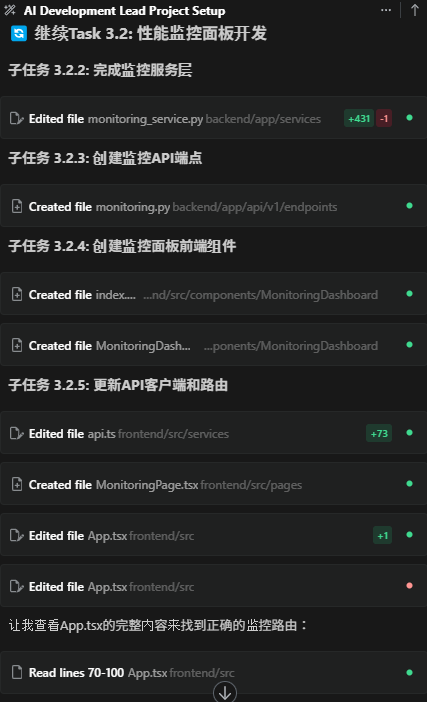 AI Development Lead Project Setup
继续Task 3.2: 性能监控面板开发
子任务 3.2.2: 完成监控服务层
Edited file monitoring_service.py backend/app/services +431 -1
子任务 3.2.3: 创建监控API端点
Created file monitoring.py backend/app/api/v1/endpoints
子任务 3.2.4: 创建监控面板前端组件
Created file index.... ...nd/src/components/MonitoringDashboard
Created file MonitoringDash... ...ponents/MonitoringDashboard
子任务 3.2.5: 更新API客户端和路由
Edited file api.ts frontend/src/services +73
Created file MonitoringPage.tsx frontend/src/pages
Edited file App.tsx frontend/src +1
Edited file App.tsx frontend/src
让我查看App.tsx的完整内容来找到正确的监控路由：
Read lines 70-100 App.tsx frontend/src